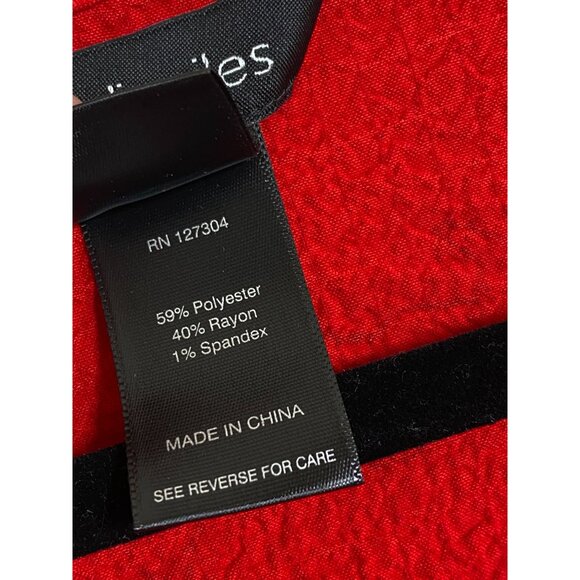 RN 127304
59% Polyester
40% Rayon
1% Spandex
MADE IN CHINA
SEE REVERSE FOR CARE